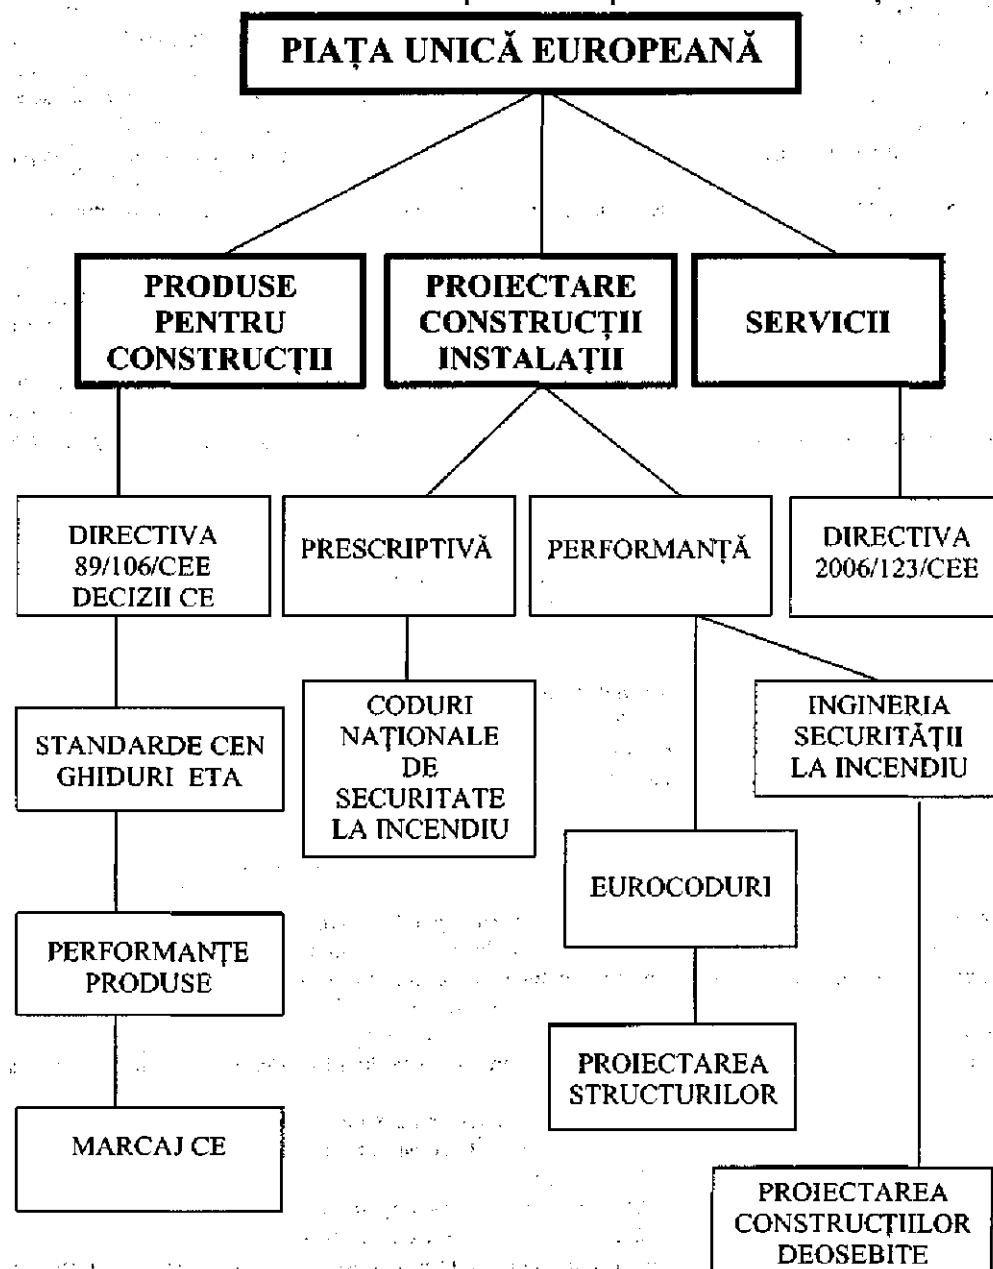 PIAȚA UNICĂ EUROPEANĂ
PRODUSE
PENTRU
CONSTRUCȚII
PROIECTARE
CONSTRUCȚII
INSTALAȚII
SERVICII
DIRECTIVA
89/106/CEE
DECIZII CE
PRESCRIPTIVĂ
PERFORMANȚĂ
DIRECTIVA
2006/123/CEE
STANDARDE CEN
GHIDURI ETA
CODURI
NAȚIONALE
DE
SECURITATE
LA INCENDIU
INGINERIA
SECURITĂȚII
LA INCENDIU
EUROCODURI
PERFORMANȚE
PRODUSE
PROIECTAREA
STRUCTURILOR
MARCAJ CE
PROIECTAREA
CONSTRUCȚIILOR
DEOSEBITE